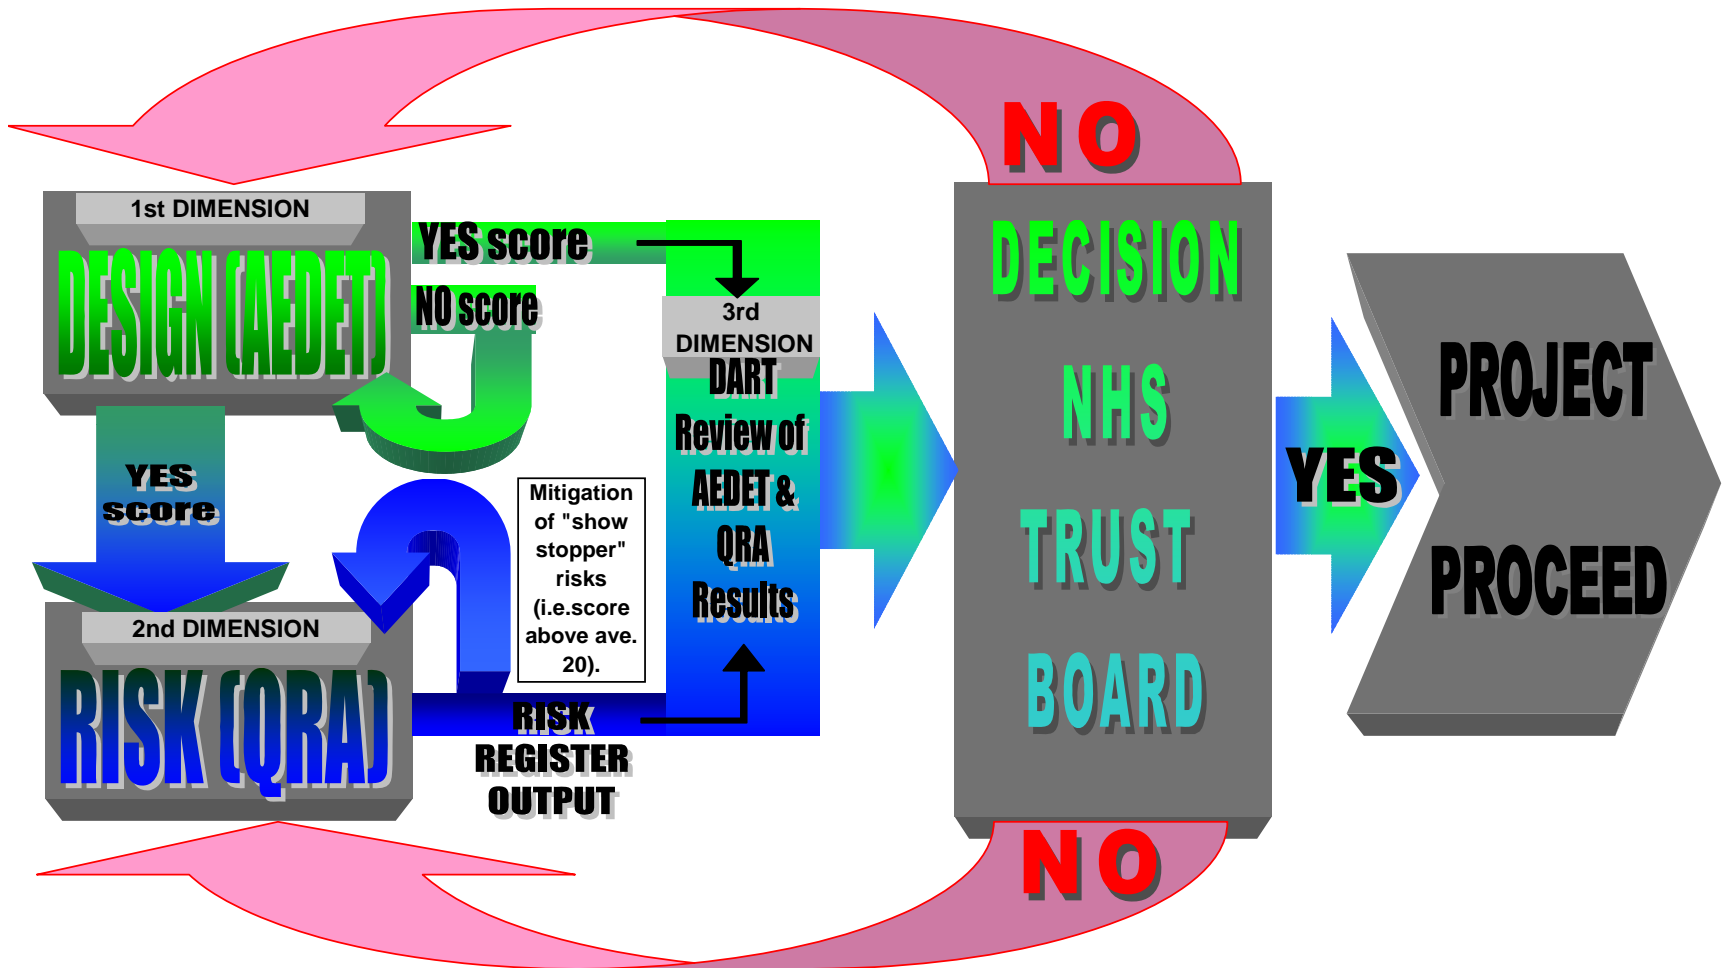 NO
1st DIMENSION
DESIGN (AEDET)
YES score
NO score
YES
score
2nd DIMENSION
RISK (QRA)
Mitigation
of "show
stopper"
risks
(i.e.score
above ave.
20).
RISK
REGISTER
OUTPUT
3rd
DIMENSION
DART
Review of
AEDET &
QRA
Results
DECISION
NHS
TRUST
BOARD
NO
YES
PROJECT
PROCEED